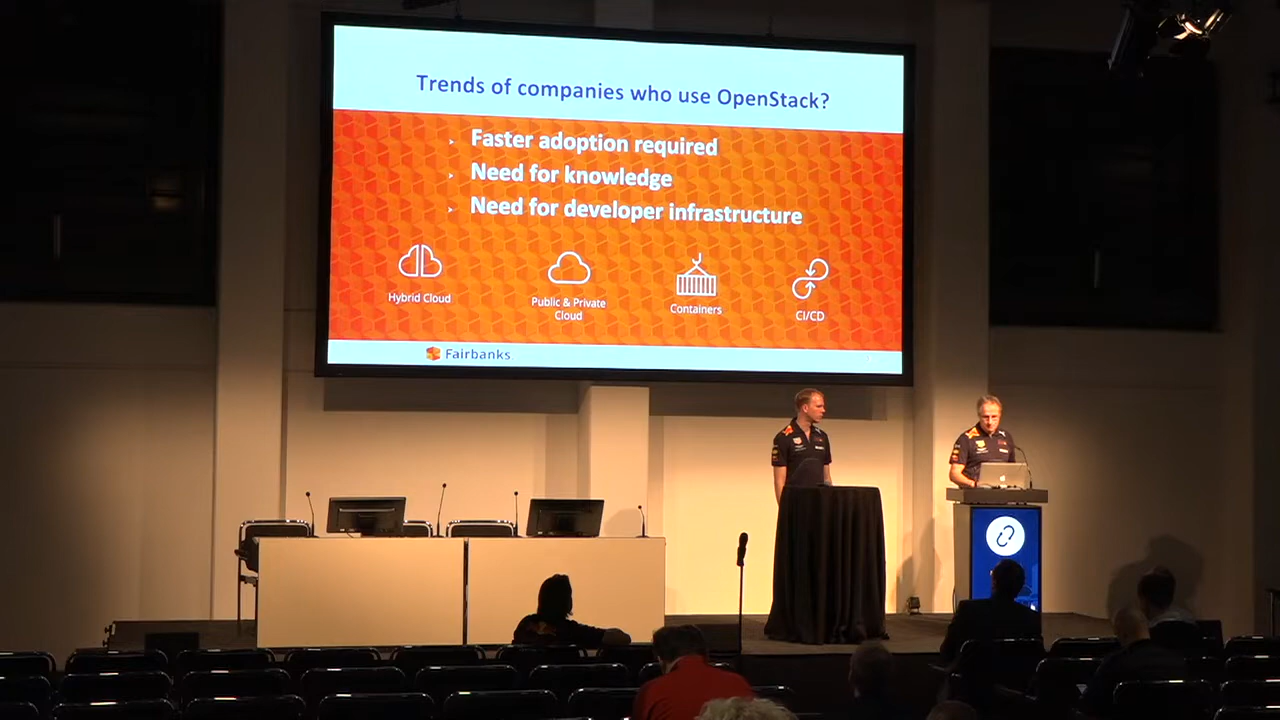 Trends of companies who use OpenStack?
Faster adoption required
Need for knowledge
Need for developer infrastructure
Hybrid Cloud
Public & Private
Cloud
Containers
CI/CD
Fairbanks